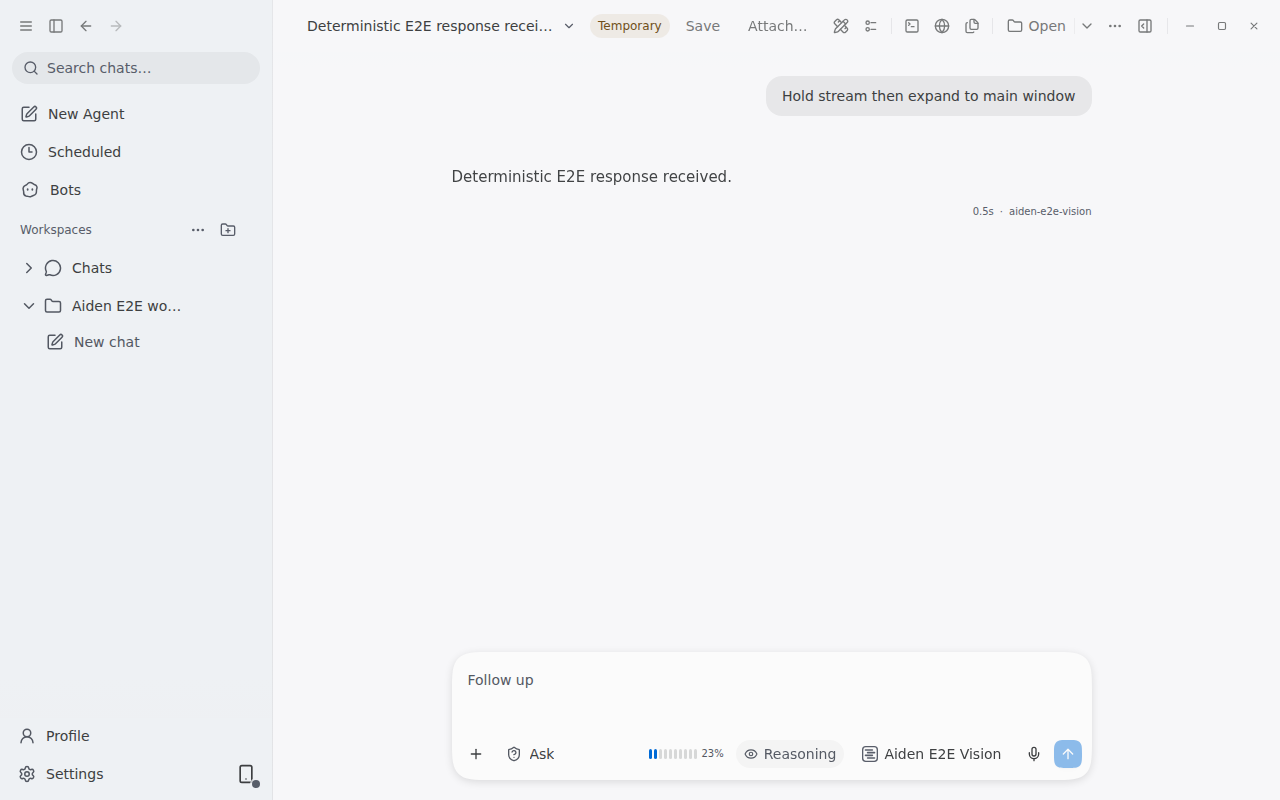 Deterministic E2E response recei…
Temporary
Save
Attach…
Open
Search chats…
New Agent
Scheduled
Bots
Workspaces
Chats
Aiden E2E wo…
New chat
Profile
Settings
Hold stream then expand to main window
Deterministic E2E response received.
0.5s · aiden-e2e-vision
Follow up
Ask
23%
Reasoning
Aiden E2E Vision